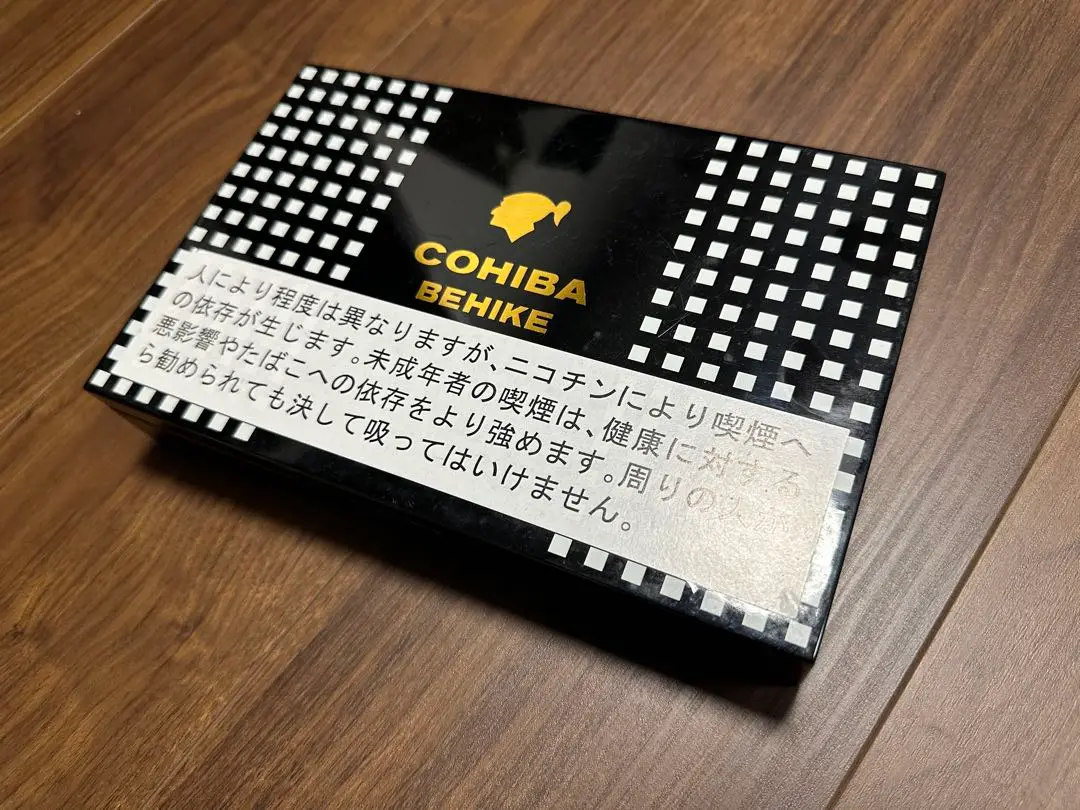 COHIBA
BEHIKE
人により程度は異なりますが、ニコチンにより喫煙へ
の依存が生じます。未成年者の喫煙は、健康に対する
悪影響やたばこへの依存をより強めます。周りの人か
ら勧められても決して吸ってはいけません。